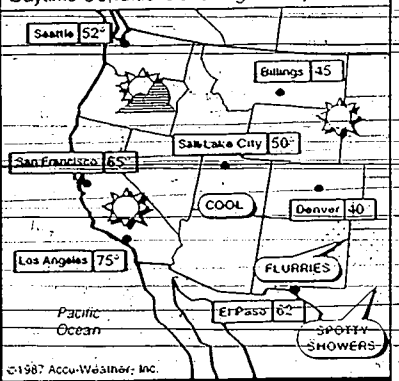 Seattle 52°
Billings 45
Salt Lake City 50°
San Francisco 65°
COOL
Denver 40
Los Angeles 75°
FLURRIES
El Paso 62°
Pacific
Ocean
SPOTTY
SHOWERS
©1987 Accu-Weather, Inc.